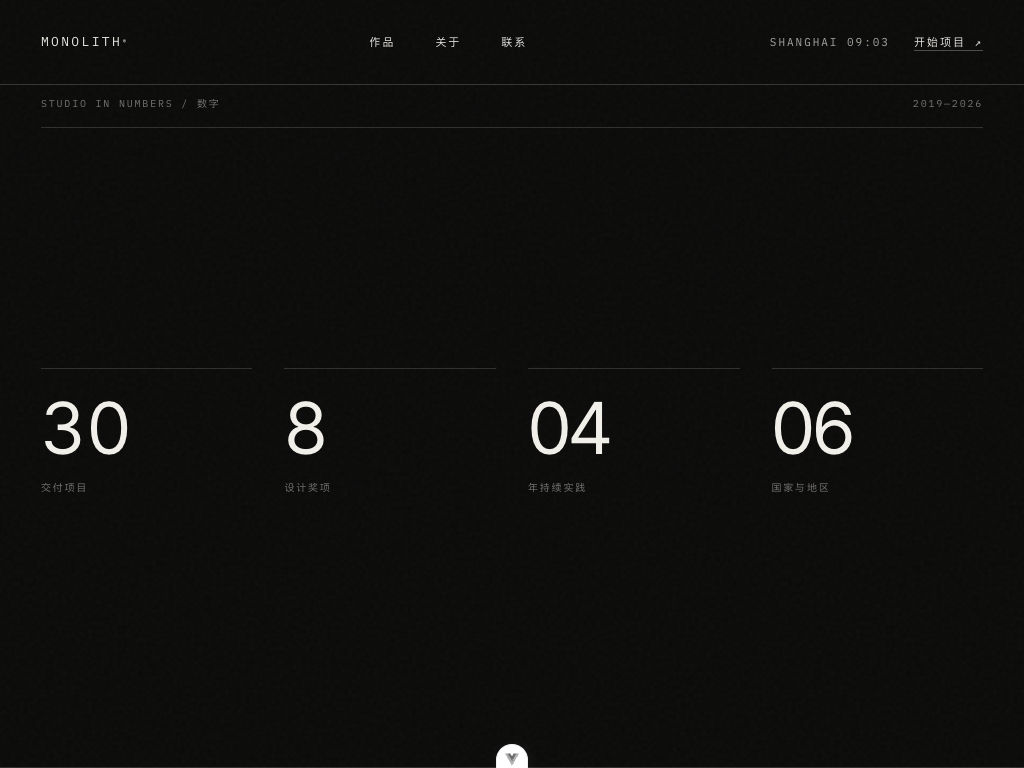 MONOLITH®
作品
关于
联系
SHANGHAI 09:03
开始项目 ↗
STUDIO IN NUMBERS / 数字
2019—2026
30
8
04
06
交付项目
设计奖项
年持续实践
国家与地区